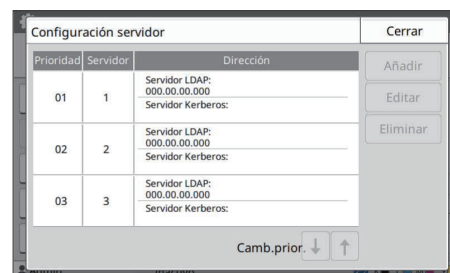 Configuración servidor
Cerrar
Prioridad Servidor Dirección
01 1 Servidor LDAP:
000.00.00.000
Servidor Kerberos:
02 2 Servidor LDAP:
000.00.00.000
Servidor Kerberos:
03 3 Servidor LDAP:
000.00.00.000
Servidor Kerberos:
Añadir
Editar
Eliminar
Camb.prior.